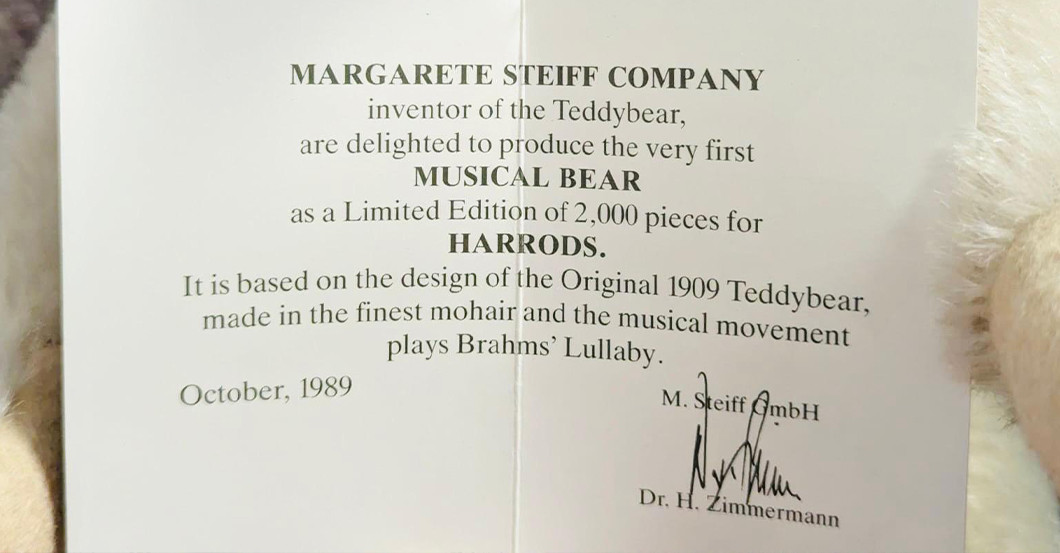 MARGARETE STEIFF COMPANY
inventor of the Teddybear,
are delighted to produce the very first
MUSICAL BEAR
as a Limited Edition of 2,000 pieces for
HARRODS.
It is based on the design of the Original 1909 Teddybear,
made in the finest mohair and the musical movement
plays Brahms' Lullaby.
October, 1989
M. Steiff GmbH
Dr. H. Zimmermann